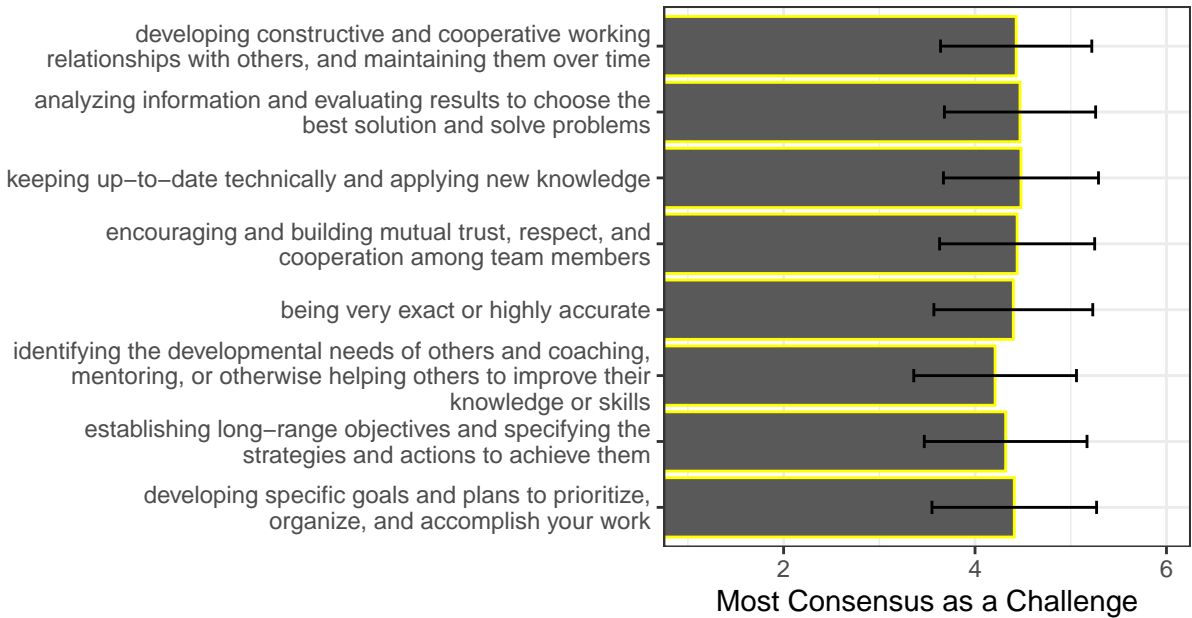 developing constructive and cooperative working
relationships with others, and maintaining them over time
analyzing information and evaluating results to choose the
best solution and solve problems
keeping up−to−date technically and applying new knowledge
encouraging and building mutual trust, respect, and
cooperation among team members
being very exact or highly accurate
identifying the developmental needs of others and coaching,
mentoring, or otherwise helping others to improve their
knowledge or skills
establishing long−range objectives and specifying the
strategies and actions to achieve them
developing specific goals and plans to prioritize,
organize, and accomplish your work
2 4 6
Most Consensus as a Challenge